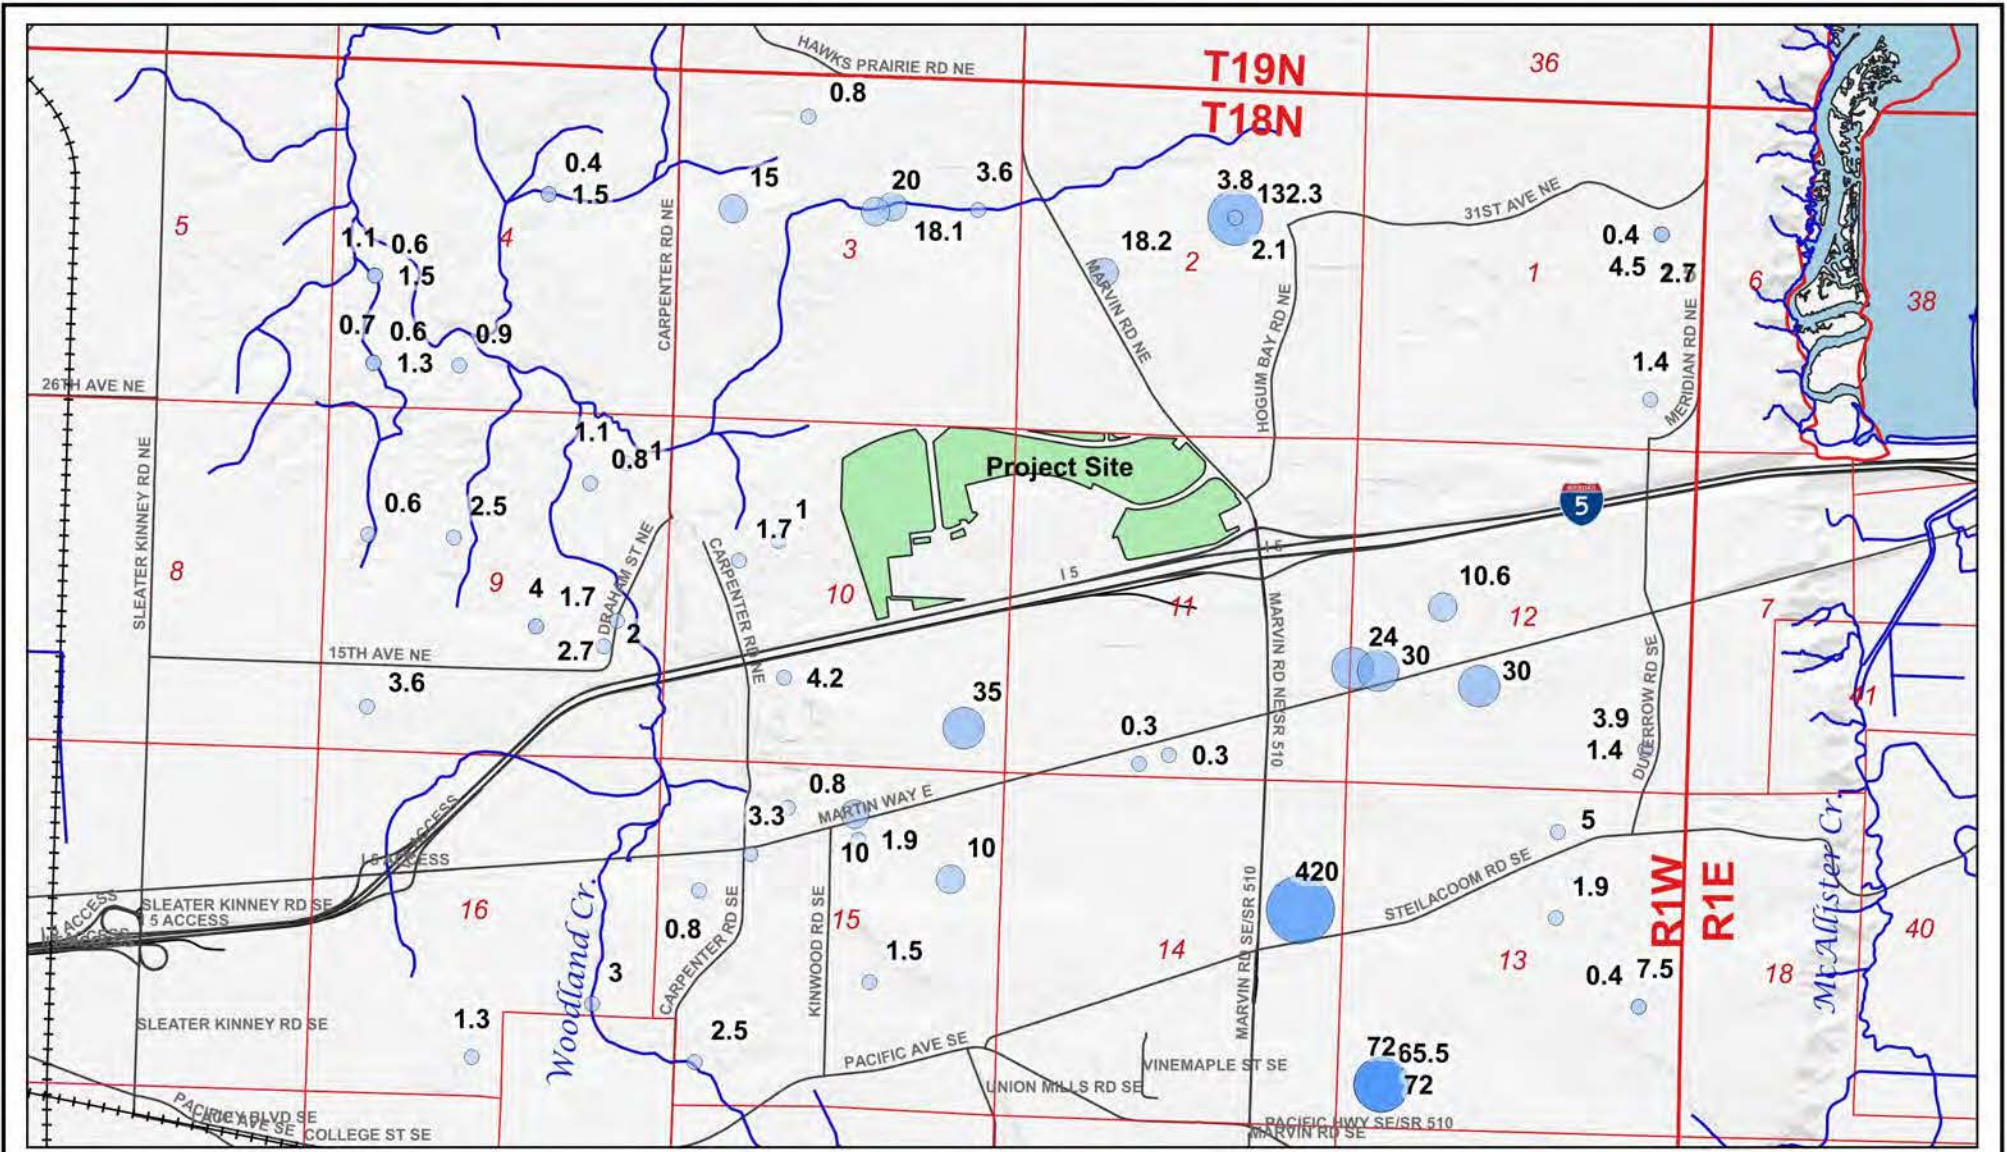 HAWKS PRAIRIE RD NE
T19N
36
0.8
T18N
0.4
1.5
15
20
3.6
18.1
3.8
132.3
2.1
31ST AVE NE
5
4
3
18.2
2
1
0.4
4.5
2.7
6
38
1.1
0.6
1.5
CARPENTER RD NE
MARVIN RD NE
HOGUM BAY RD NE
MERIDIAN RD NE
0.7
0.6
0.9
1.3
1.4
26TH AVE NE
SLEATER KINNEY RD NE
1.1
0.8
1
Project Site
5
0.6
2.5
1
1.7
CARPENTER RD NE
DRAHAM ST NE
I 5
I 5
8
9
10
11
10.6
12
7
4
1.7
2
2.7
15TH AVE NE
24
30
30
3.6
4.2
35
MARVIN RD NE/SR 510
DUTERROW RD SE
41
0.3
0.3
3.9
1.4
0.8
3.3
MARTIN WAY E
1.9
10
10
5
I 5 ACCESS
SLEATER KINNEY RD SE
I 5 ACCESS
16
Woodland Cr.
0.8
CARPENTER RD SE
KINWOOD RD SE
15
1.5
420
STEILACOOM RD SE
1.9
R1W
R1E
McAllister Cr.
14
13
0.4
7.5
18
40
MARVIN RD SE/SR 510
3
SLEATER KINNEY RD SE
1.3
2.5
PACIFIC AVE SE
UNION MILLS RD SE
VINEMAPLE ST SE
72
65.5
72
COLLEGE ST SE
PACIFIC HWY SE/SR 510
MARVIN RD SE